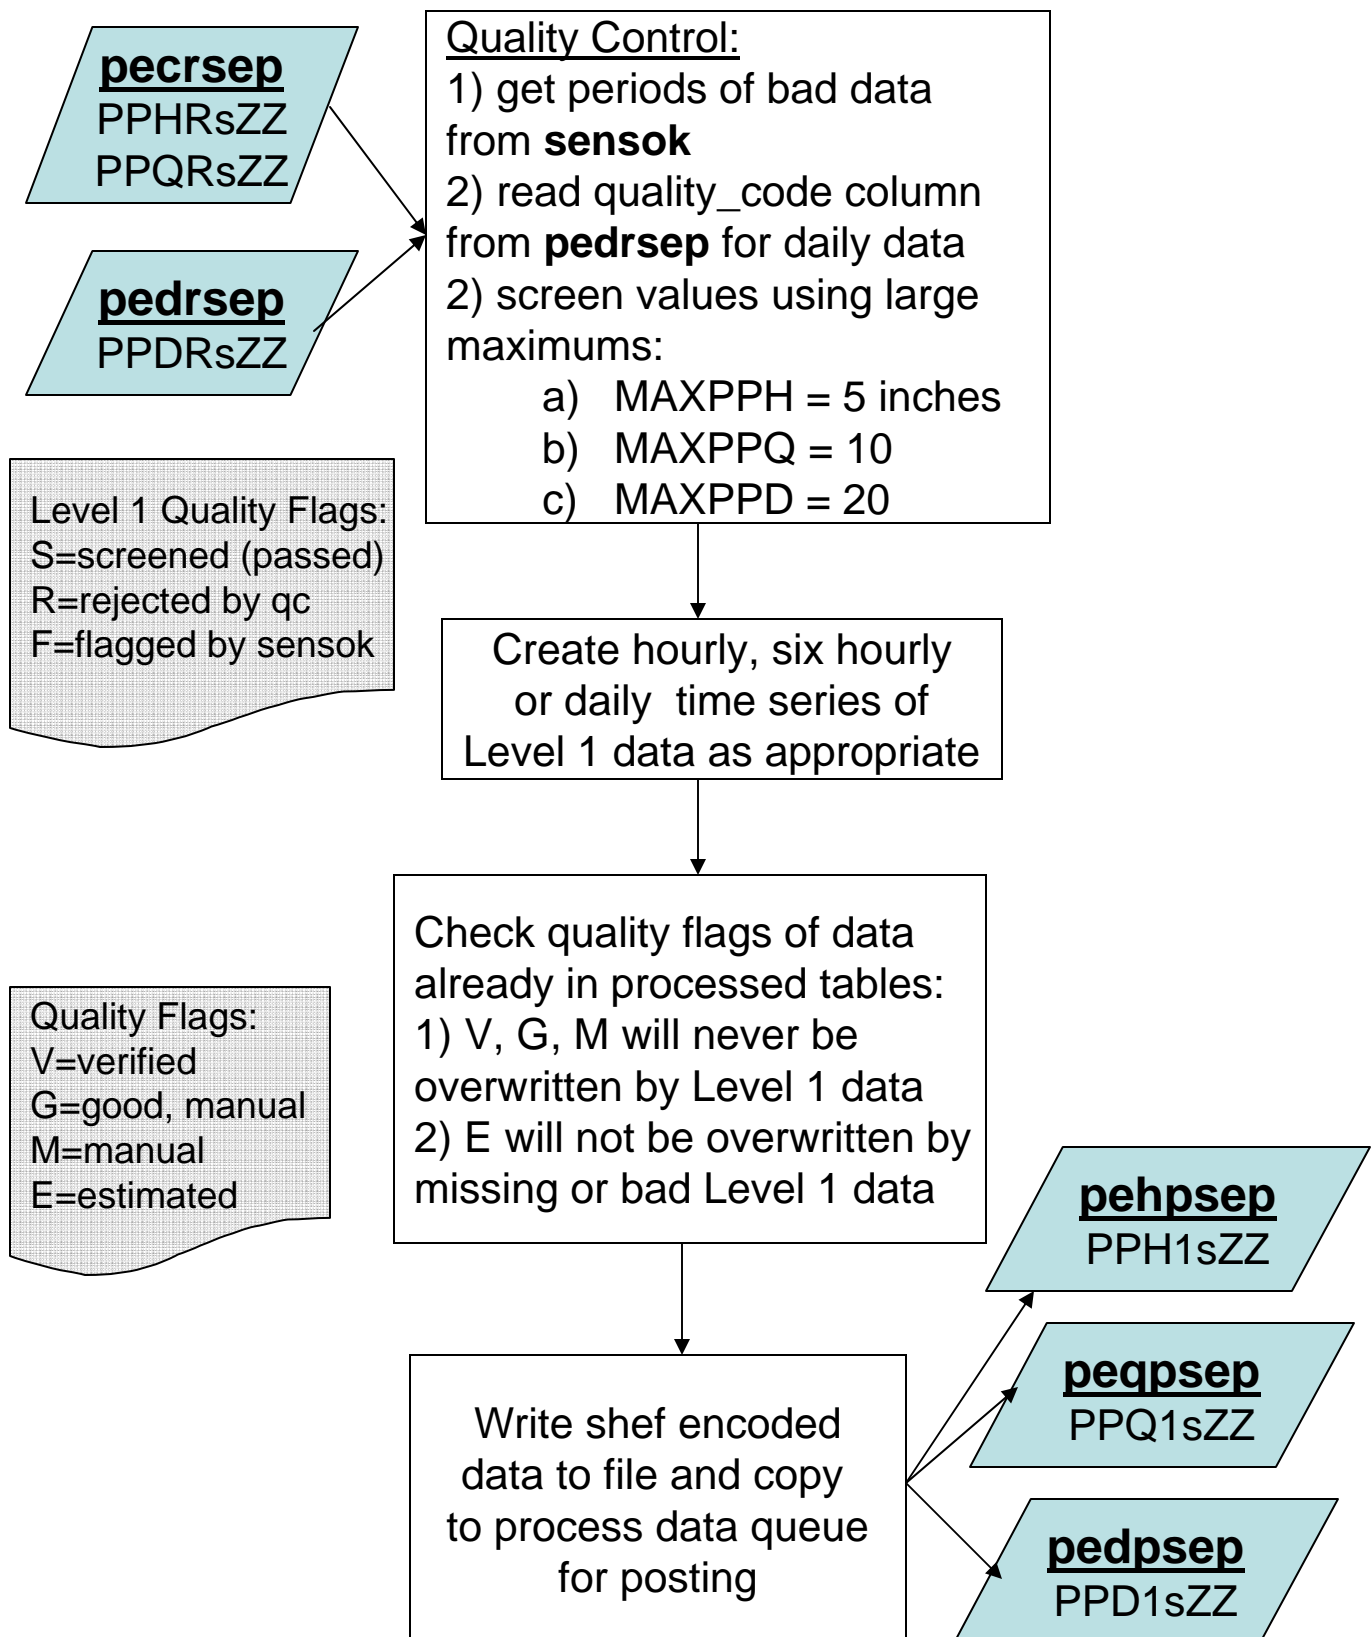 pecrsep
PPHRsZZ
PPQRsZZ
pedrsep
PPDRsZZ
Quality Control:
1) get periods of bad data
from sensok
2) read quality_code column
from pedrsep for daily data
2) screen values using large
maximums:
a) MAXPPH = 5 inches
b) MAXPPQ = 10
c) MAXPPD = 20
Level 1 Quality Flags:
S=screened (passed)
R=rejected by qc
F=flagged by sensok
Create hourly, six hourly
or daily time series of
Level 1 data as appropriate
Check quality flags of data
already in processed tables:
1) V, G, M will never be
overwritten by Level 1 data
2) E will not be overwritten by
missing or bad Level 1 data
Quality Flags:
V=verified
G=good, manual
M=manual
E=estimated
Write shef encoded
data to file and copy
to process data queue
for posting
pehpsep
PPH1sZZ
peqpsep
PPQ1sZZ
pedpsep
PPD1sZZ